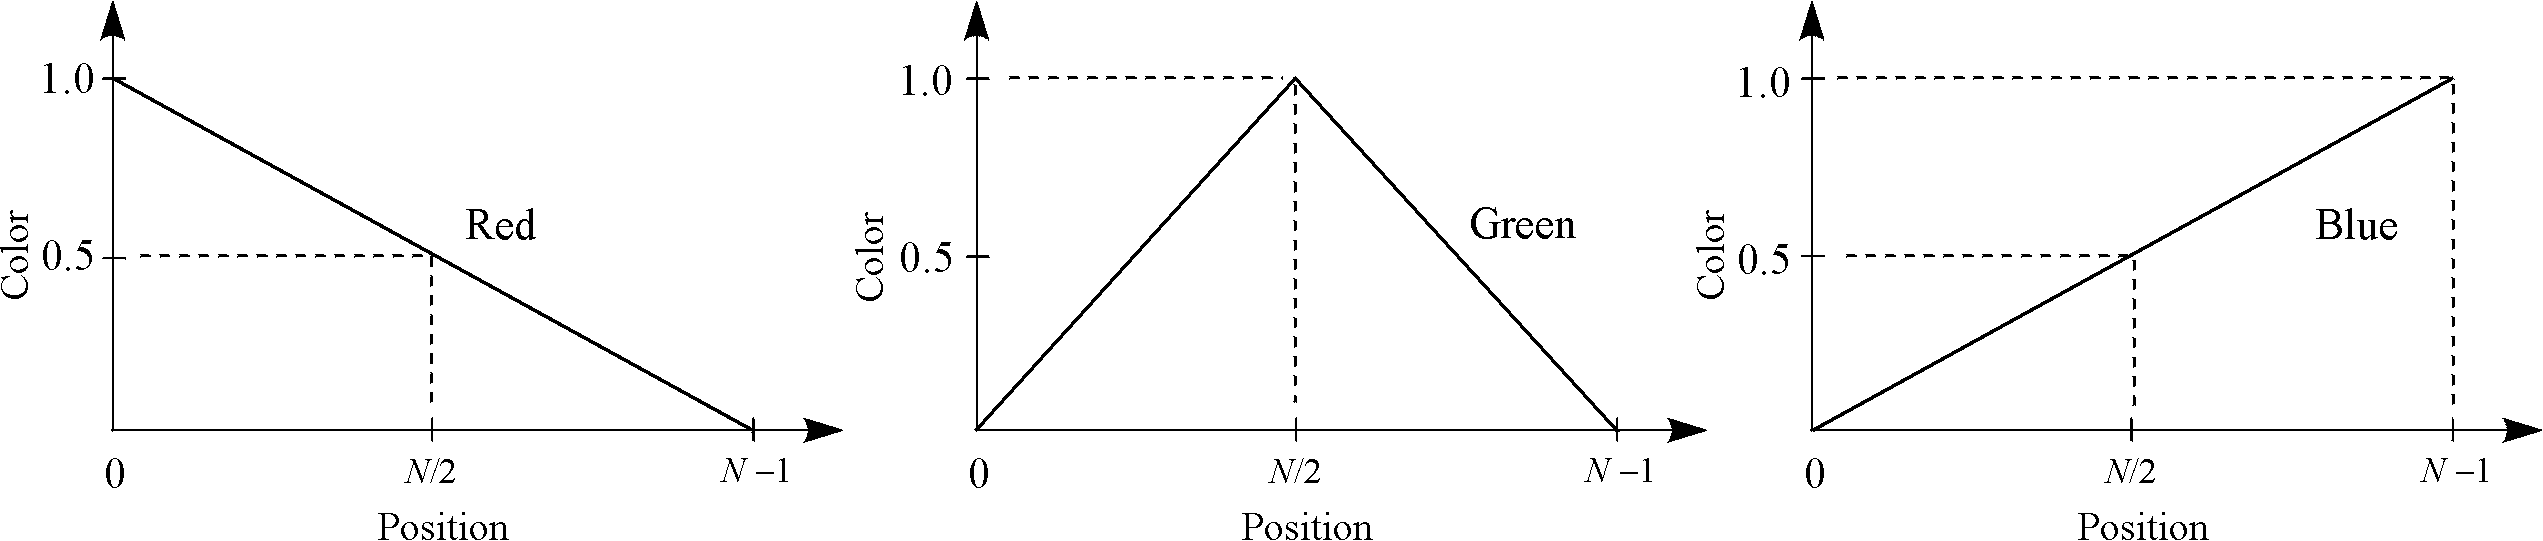 1.0
0.5
Color
Red
0
N/2
N –1
Position
1.0
0.5
Color
Green
0
N/2
N –1
Position
1.0
0.5
Color
Blue
0
N/2
N –1
Position